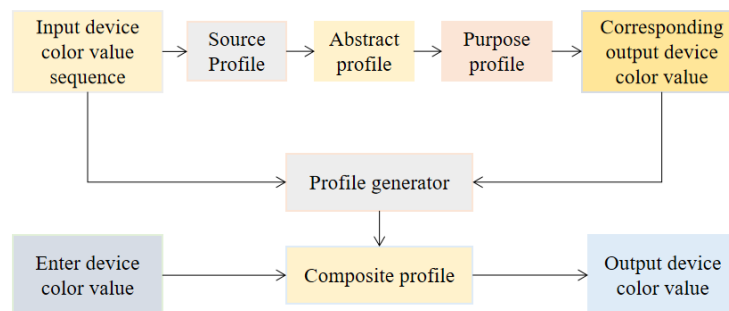 Input device
color value
sequence
Source
Profile
Abstract
profile
Purpose
profile
Corresponding
output device
color value
Profile generator
Enter device
color value
Composite profile
Output device
color value